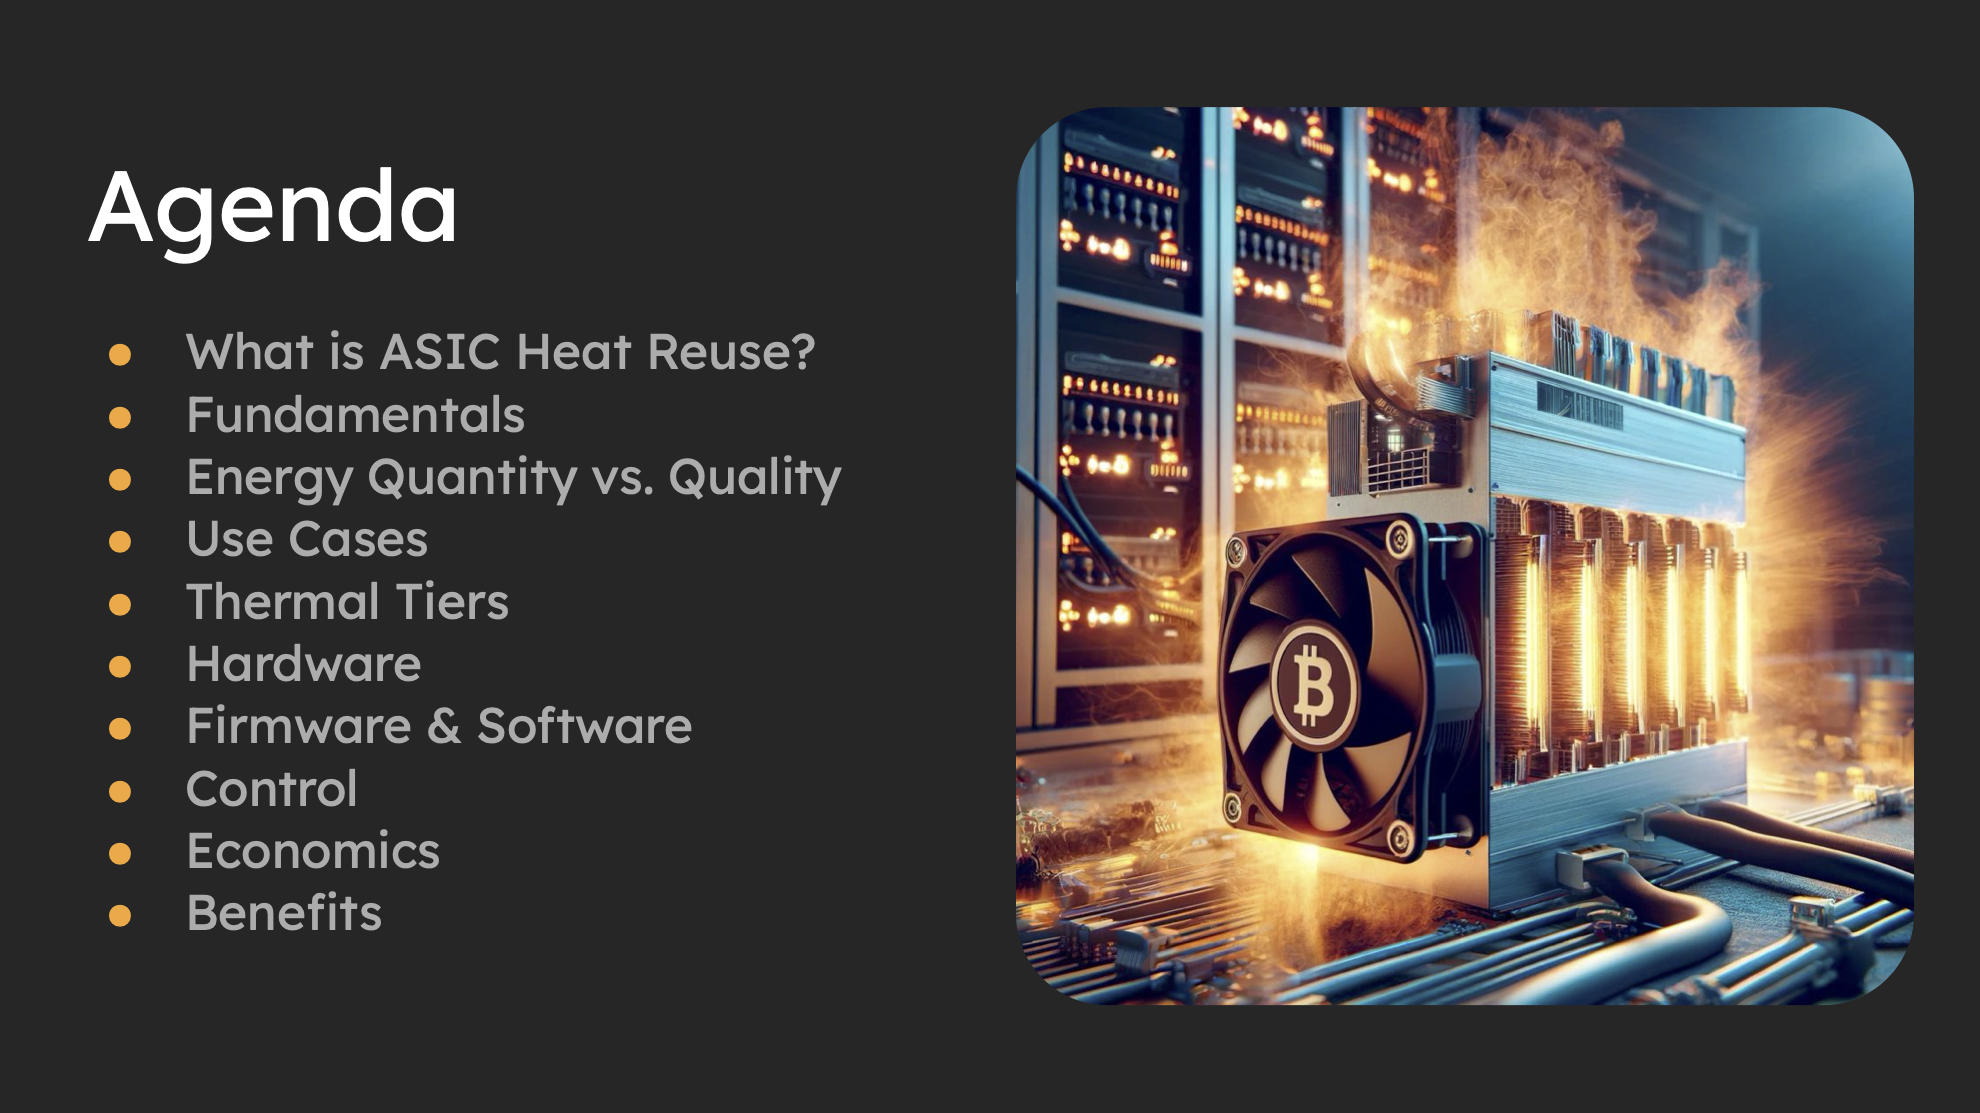 Agenda
What is ASIC Heat Reuse?
Fundamentals
Energy Quantity vs. Quality
Use Cases
Thermal Tiers
Hardware
Firmware & Software
Control
Economics
Benefits